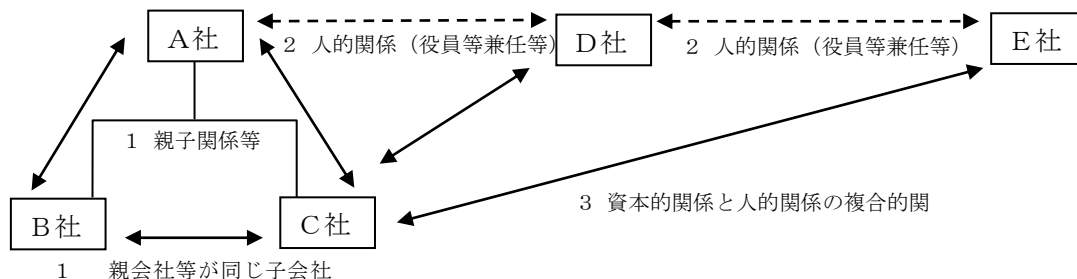 A社
2 人的関係（役員等兼任等）
D社
2 人的関係（役員等兼任等）
E社
1 親子関係等
3 資本的関係と人的関係の複合的関
B社
C社
1 親会社等が同じ子会社